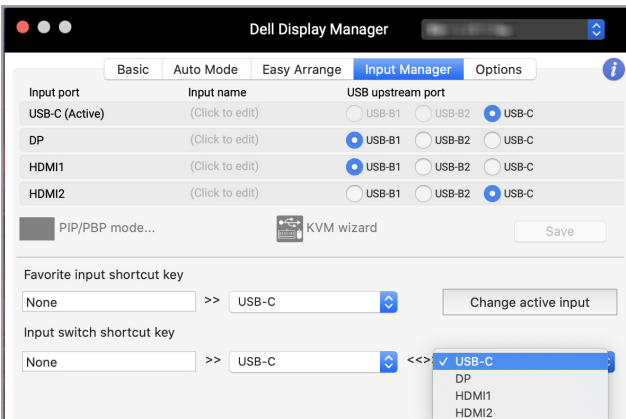 Dell Display Manager
Basic Auto Mode Easy Arrange Input Manager Options i
Input port Input name USB upstream port
USB-C (Active) (Click to edit) USB-B1 USB-B2 USB-C
DP (Click to edit) USB-B1 USB-B2 USB-C
HDMI1 (Click to edit) USB-B1 USB-B2 USB-C
HDMI2 (Click to edit) USB-B1 USB-B2 USB-C
PIP/PBP mode... KVM wizard Save
Favorite input shortcut key
None >> USB-C Change active input
Input switch shortcut key
None >> USB-C <<>> ✓ USB-C
DP
HDMI1
HDMI2